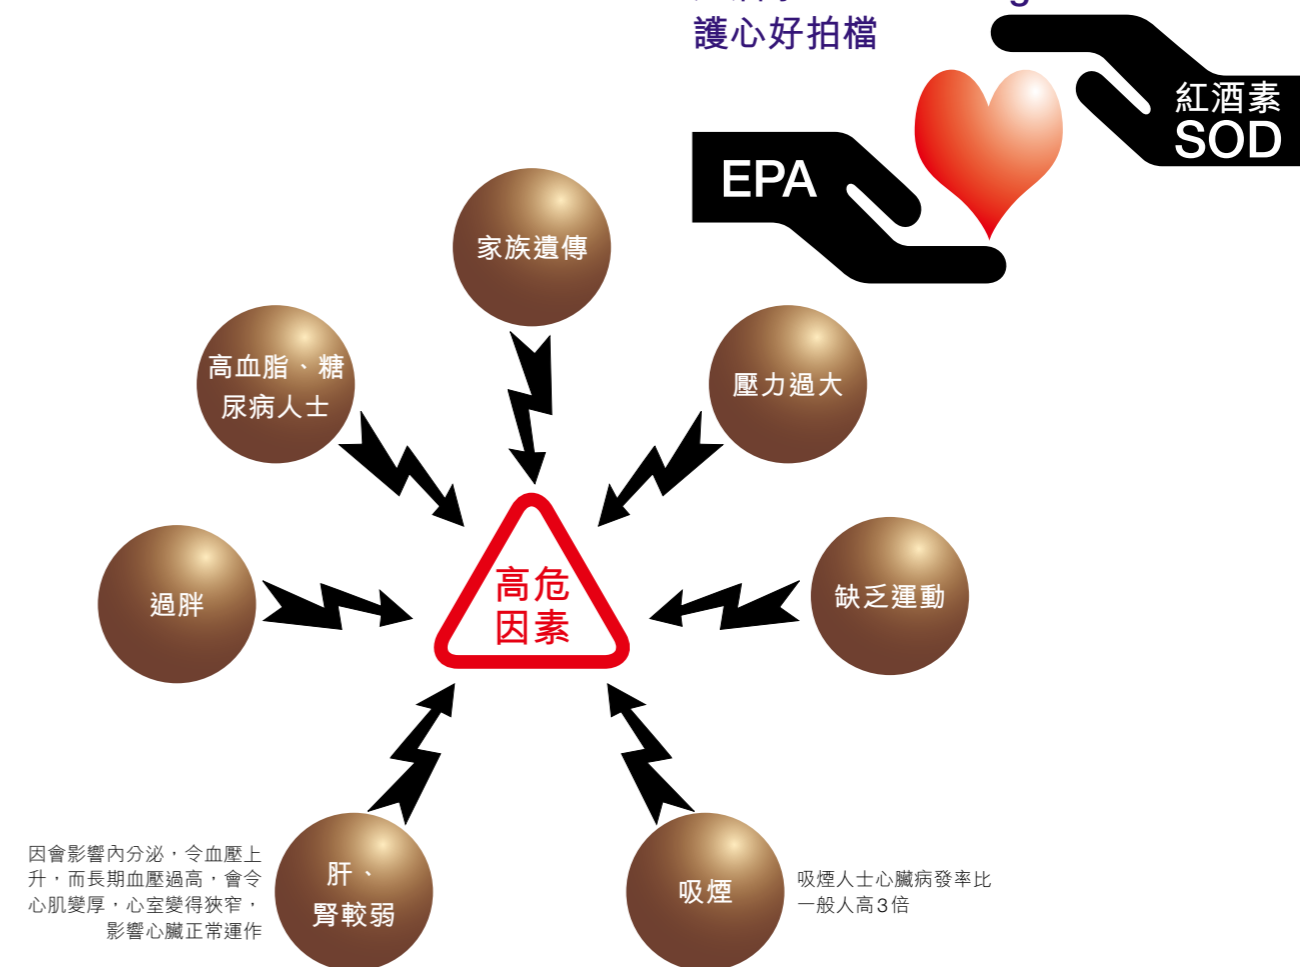 護心好拍檔
紅酒素
SOD
EPA
家族遺傳
高血脂、糖
尿病人士
壓力過大
過胖
缺乏運動
高危
因素
肝、
腎較弱
吸煙
因會影響內分泌，令血壓上
升，而長期血壓過高，會令
心肌變厚，心室變得狹窄，
影響心臟正常運作
吸煙人士心臟病發率比
一般人高3倍